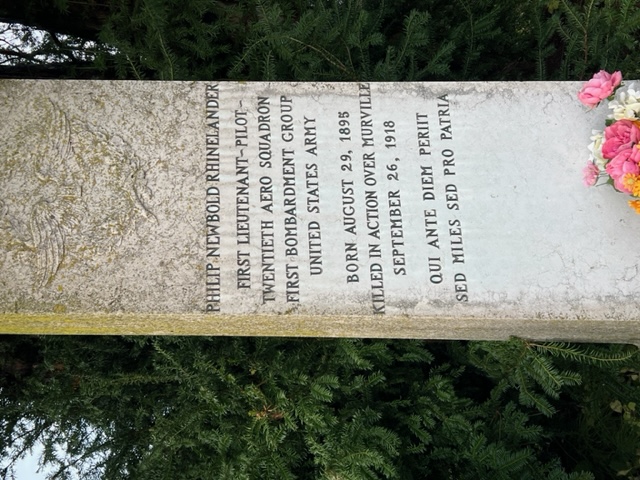 PHILIP NEWBOLD RHINELANDER
FIRST LIEUTENANT-PILOT-
TWENTIETH AERO SQUADRON
FIRST BOMBARDMENT GROUP
UNITED STATES ARMY
BORN AUGUST 29, 1895
KILLED IN ACTION OVER MURVILLE
SEPTEMBER 26, 1918
QUI ANTE DIEM PERIIT
SED MILES SED PRO PATRIA